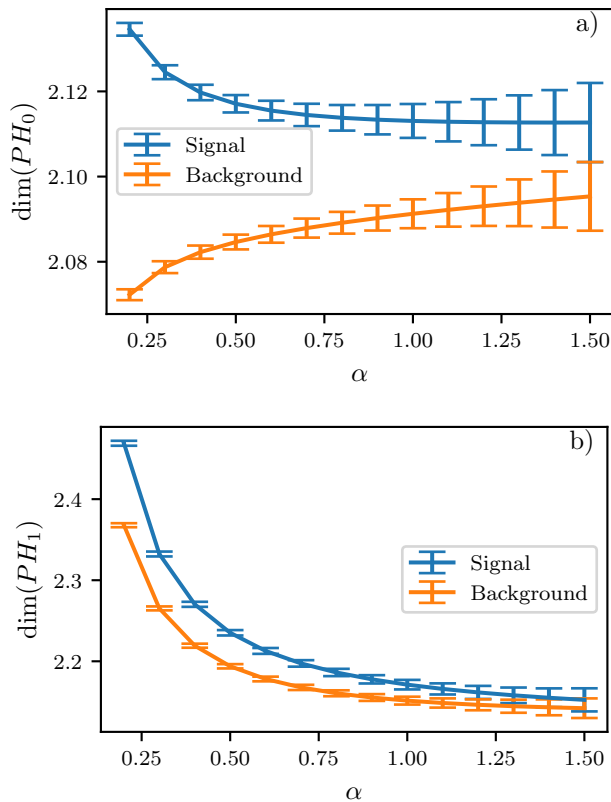 a)
dim(PH₀)
2.12
2.10
2.08
Signal
Background
0.25 0.50 0.75 1.00 1.25 1.50
α
b)
dim(PH₁)
2.4
2.3
2.2
Signal
Background
0.25 0.50 0.75 1.00 1.25 1.50
α